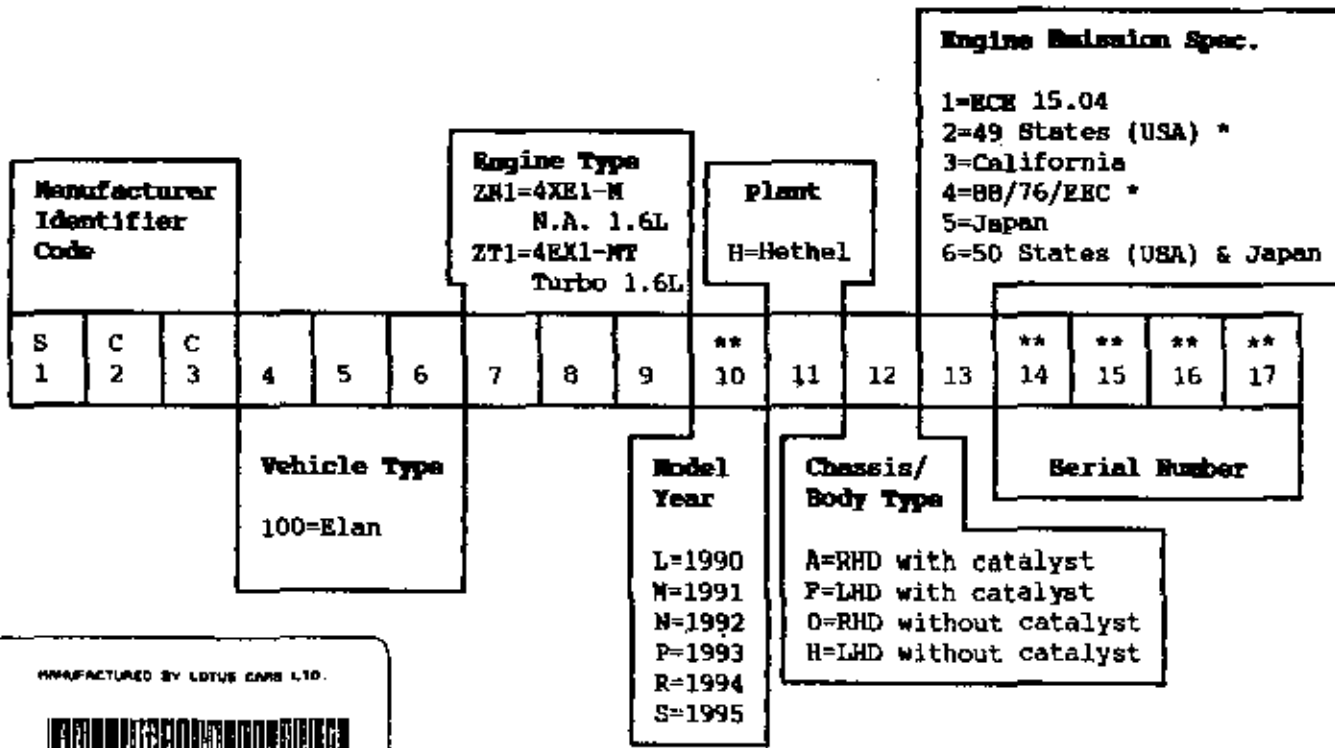 Engine Emission Spec.
1=ECE 15.04
2=49 States (USA) *
3=California
4=88/76/EEC *
5=Japan
6=50 States (USA) & Japan
Engine Type
ZN1=4XE1-N
N.A. 1.6L
ZT1=4EX1-MT
Turbo 1.6L
Plant
H=Hethel
Manufacturer
Identifier
Code
S C C ** ** ** ** **
1 2 3 4 5 6 7 8 9 10 11 12 13 14 15 16 17
Vehicle Type
100=Elan
Model
Year
L=1990
M=1991
N=1992
P=1993
R=1994
S=1995
Chassis/
Body Type
A=RHD with catalyst
F=LHD with catalyst
O=RHD without catalyst
H=LHD without catalyst
Serial Number
MANUFACTURED BY LOTUS CARS LTD.